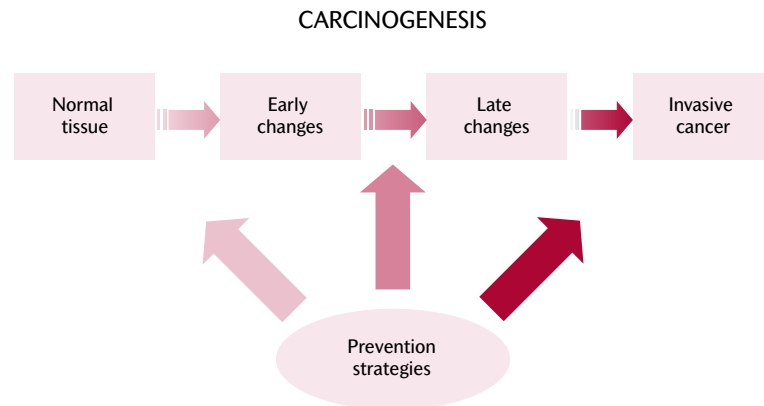 CARCINOGENESIS
Normal
tissue
Early
changes
Late
changes
Invasive
cancer
Prevention
strategies